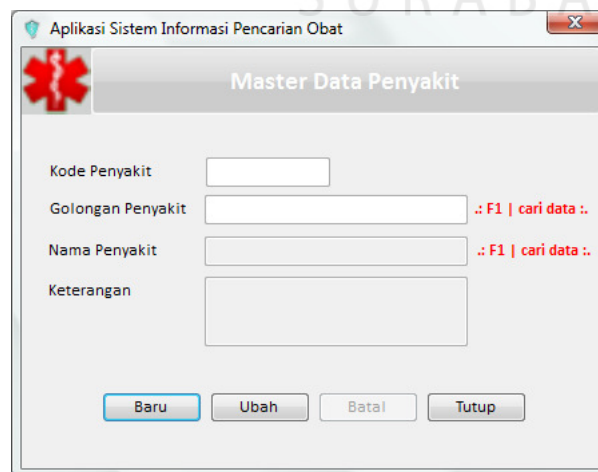 SURABA
Aplikasi Sistem Informasi Pencarian Obat
Master Data Penyakit
Kode Penyakit
Golongan Penyakit .: F1 | cari data :.
Nama Penyakit .: F1 | cari data :.
Keterangan
Baru Ubah Batal Tutup